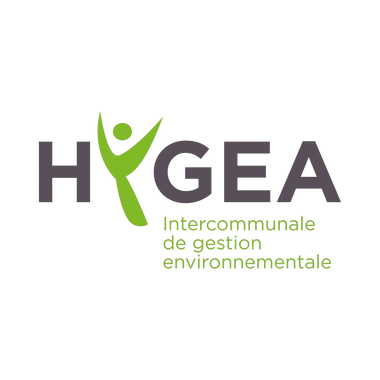 HYGEA
Intercommunale
de gestion
environnementale